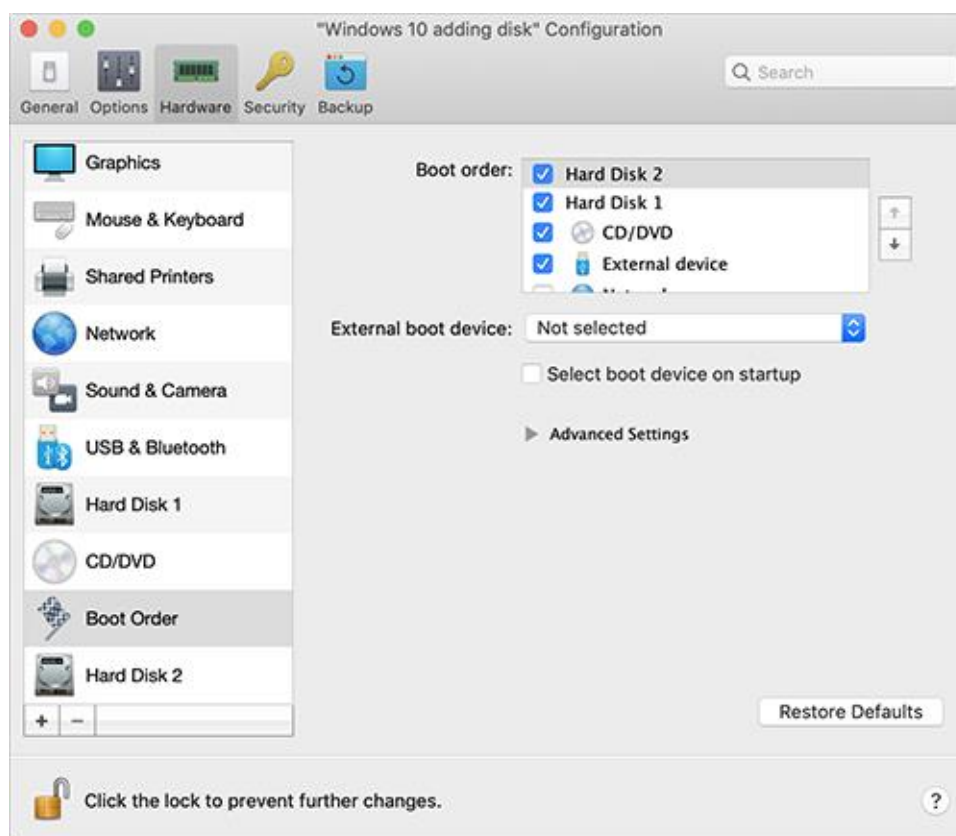 "Windows 10 adding disk" Configuration
General Options Hardware Security Backup
Search
Graphics
Mouse & Keyboard
Shared Printers
Network
Sound & Camera
USB & Bluetooth
Hard Disk 1
CD/DVD
Boot Order
Hard Disk 2
+ −
Boot order:
Hard Disk 2
Hard Disk 1
CD/DVD
External device
External boot device: Not selected
Select boot device on startup
Advanced Settings
Restore Defaults
Click the lock to prevent further changes.
?